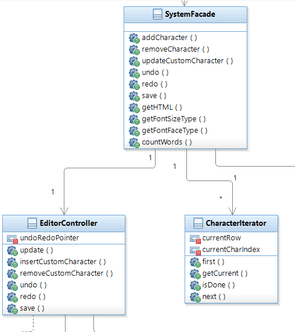 SystemFacade
addCharacter ( )
removeCharacter ( )
updateCustomCharacter ( )
undo ( )
redo ( )
save ( )
getHTML ( )
getFontSizeType ( )
getFontFaceType ( )
countWords ( )
1
1
1
1
*
EditorController
undoRedoPointer
update ( )
insertCustomCharacter ( )
removeCustomCharacter ( )
undo ( )
redo ( )
save ( )
CharacterIterator
currentRow
currentCharIndex
first ( )
getCurrent ( )
isDone ( )
next ( )